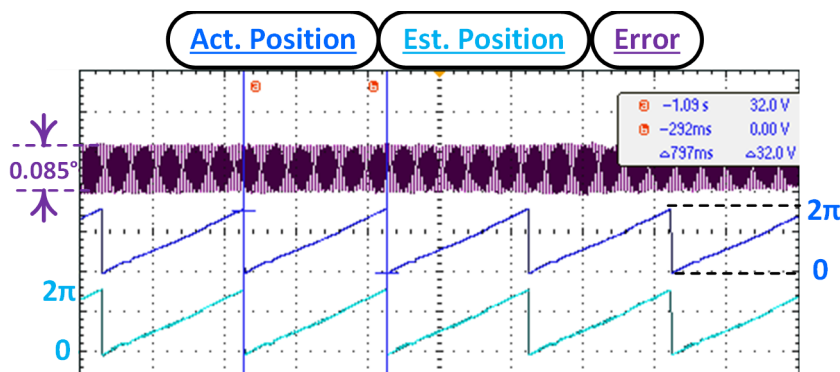 Act. Position Est. Position Error
a b
a −1.09 s 32.0 V
b −292ms 0.00 V
△797ms △32.0 V
0.085°
2π
0
2π
0